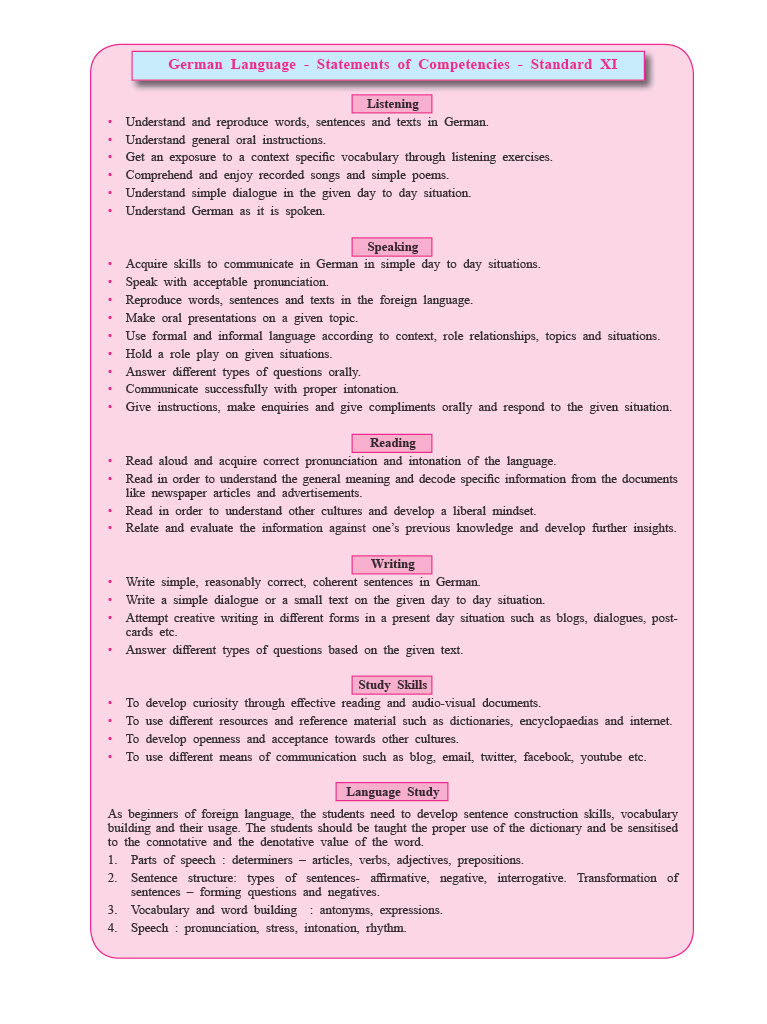 German Language - Statements of Competencies - Standard XI
Listening
• Understand and reproduce words, sentences and texts in German.
• Understand general oral instructions.
• Get an exposure to a context specific vocabulary through listening exercises.
• Comprehend and enjoy recorded songs and simple poems.
• Understand simple dialogue in the given day to day situation.
• Understand German as it is spoken.
Speaking
• Acquire skills to communicate in German in simple day to day situations.
• Speak with acceptable pronunciation.
• Reproduce words, sentences and texts in the foreign language.
• Make oral presentations on a given topic.
• Use formal and informal language according to context, role relationships, topics and situations.
• Hold a role play on given situations.
• Answer different types of questions orally.
• Communicate successfully with proper intonation.
• Give instructions, make enquiries and give compliments orally and respond to the given situation.
Reading
• Read aloud and acquire correct pronunciation and intonation of the language.
• Read in order to understand the general meaning and decode specific information from the documents
like newspaper articles and advertisements.
• Read in order to understand other cultures and develop a liberal mindset.
• Relate and evaluate the information against one’s previous knowledge and develop further insights.
Writing
• Write simple, reasonably correct, coherent sentences in German.
• Write a simple dialogue or a small text on the given day to day situation.
• Attempt creative writing in different forms in a present day situation such as blogs, dialogues, post-
cards etc.
• Answer different types of questions based on the given text.
Study Skills
• To develop curiosity through effective reading and audio-visual documents.
• To use different resources and reference material such as dictionaries, encyclopaedias and internet.
• To develop openness and acceptance towards other cultures.
• To use different means of communication such as blog, email, twitter, facebook, youtube etc.
Language Study
As beginners of foreign language, the students need to develop sentence construction skills, vocabulary
building and their usage. The students should be taught the proper use of the dictionary and be sensitised
to the connotative and the denotative value of the word.
1. Parts of speech : determiners – articles, verbs, adjectives, prepositions.
2. Sentence structure: types of sentences- affirmative, negative, interrogative. Transformation of
sentences – forming questions and negatives.
3. Vocabulary and word building : antonyms, expressions.
4. Speech : pronunciation, stress, intonation, rhythm.